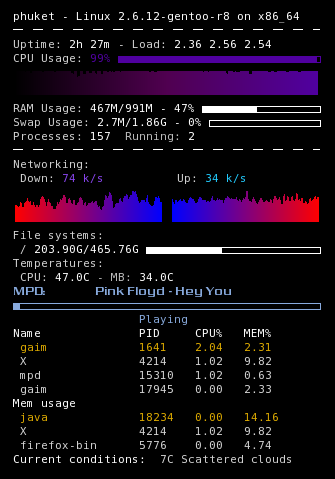 phuket - Linux 2.6.12-gentoo-r8 on x86_64
Uptime: 2h 27m - Load: 2.36 2.56 2.54
CPU Usage: 99%
RAM Usage: 467M/991M - 47%
Swap Usage: 2.7M/1.86G - 0%
Processes: 157 Running: 2
Networking:
Down: 74 k/s Up: 34 k/s
File systems:
/ 203.90G/465.76G
Temperatures:
CPU: 47.0C - MB: 34.0C
MPD: Pink Floyd - Hey You
Playing
Name PID CPU% MEM%
gaim 1641 2.04 2.31
X 4214 1.02 9.82
mpd 15310 1.02 0.63
gaim 17945 0.00 2.33
Mem usage
java 18234 0.00 14.16
X 4214 1.02 9.82
firefox-bin 5776 0.00 4.74
Current conditions: 7C Scattered clouds